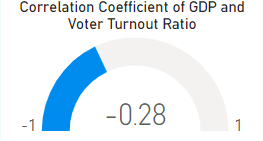 Correlation Coefficient of GDP and
Voter Turnout Ratio
-0.28
-1
1